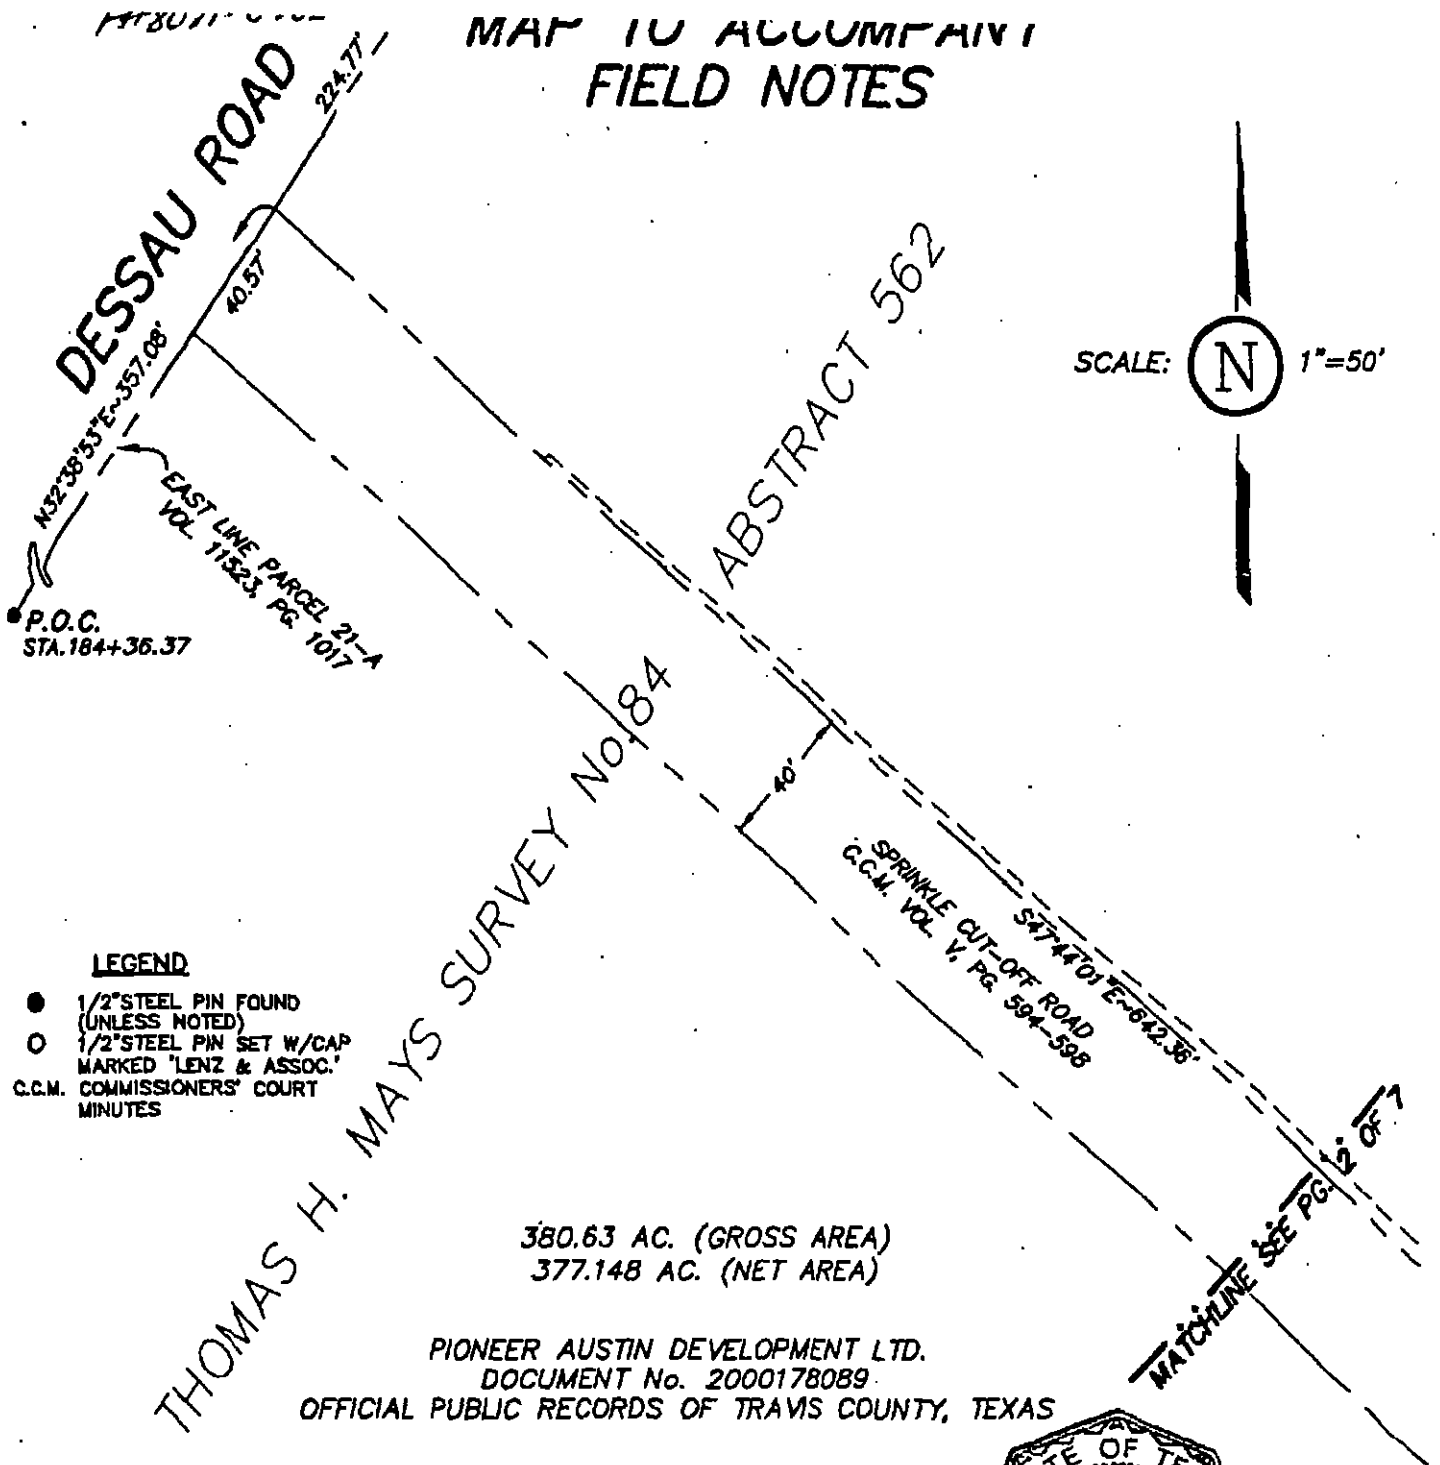 MAP TO ACCOMPANY
FIELD NOTES
DESSAU ROAD
224.77'
40.57'
N32°38'53"E~357.08'
EAST LINE PARCEL 21-A
VOL. 11523, PG. 1017
P.O.C.
STA.184+36.37
ABSTRACT 562
SCALE: N 1"=50'
THOMAS H. MAYS SURVEY No. 84
40'
SPRINKLE CUT-OFF ROAD
C.C.M. VOL. V, PG. 594-598
S47°44'01"E~642.36'
MATCHLINE SEE PG. 2 OF 7
LEGEND
1/2"STEEL PIN FOUND
(UNLESS NOTED)
1/2"STEEL PIN SET W/CAP
MARKED "LENZ & ASSOC."
C.C.M. COMMISSIONERS' COURT
MINUTES
380.63 AC. (GROSS AREA)
377.148 AC. (NET AREA)
PIONEER AUSTIN DEVELOPMENT LTD.
DOCUMENT No. 2000178089
OFFICIAL PUBLIC RECORDS OF TRAVIS COUNTY, TEXAS
OF